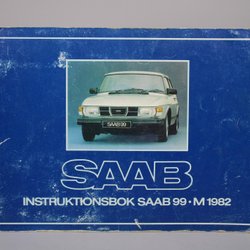 SAAB 99
SAAB
INSTRUKTIONSBOK SAAB 99 • M 1982